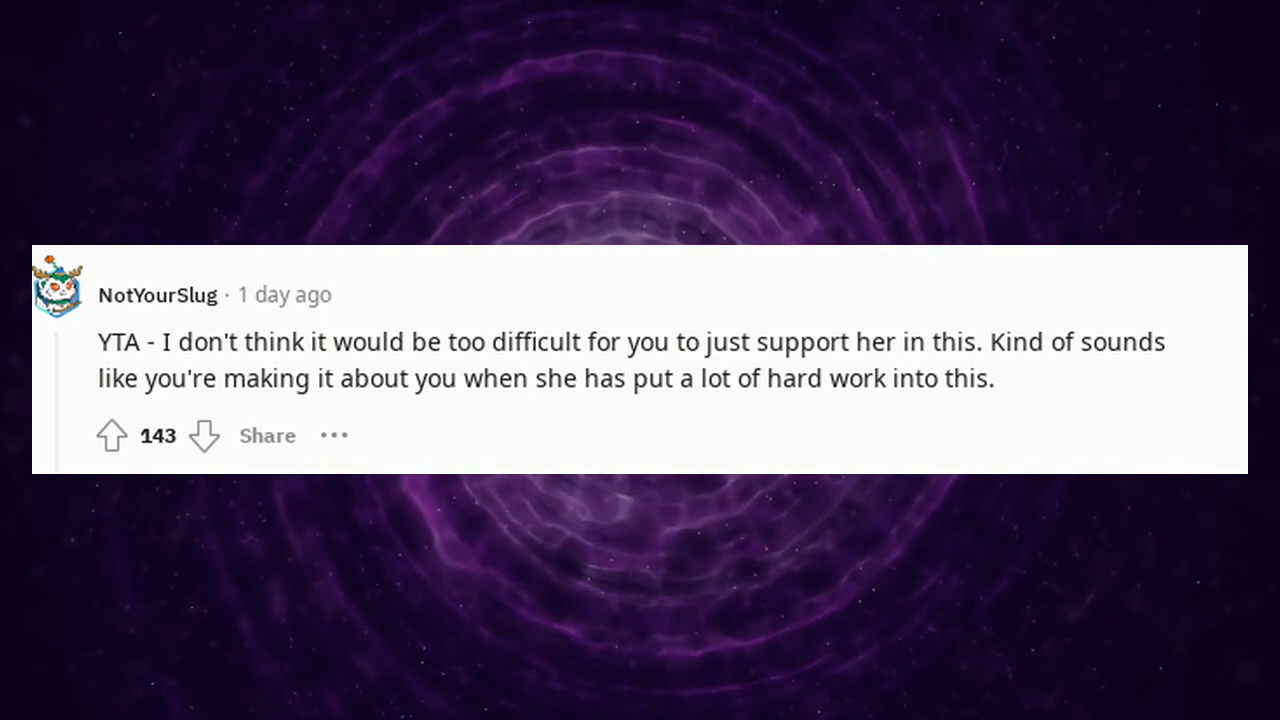 NotYourSlug · 1 day ago
YTA - I don't think it would be too difficult for you to just support her in this. Kind of sounds
like you're making it about you when she has put a lot of hard work into this.
143 Share •••